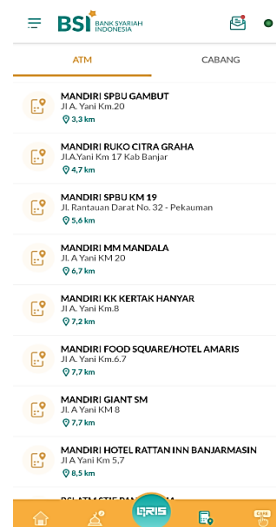 BSI BANK SYARIAH INDONESIA
ATM CABANG
MANDIRI SPBU GAMBUT
Jl A. Yani Km.20
3,3 km
MANDIRI RUKO CITRA GRAHA
Jl.A.Yani Km 17 Kab Banjar
4,7 km
MANDIRI SPBU KM 19
Jl. Rantauan Darat No. 32 - Pekauman
5,6 km
MANDIRI MM MANDALA
Jl. A Yani KM 20
6,7 km
MANDIRI KK KERTAK HANYAR
Jl A. Yani Km.8
7,2 km
MANDIRI FOOD SQUARE/HOTEL AMARIS
Jl A. Yani Km.6.7
7,7 km
MANDIRI GIANT SM
Jl. A Yani KM 8
7,7 km
MANDIRI HOTEL RATTAN INN BANJARMASIN
Jl A Yani Km 5,7
8,5 km
QRIS